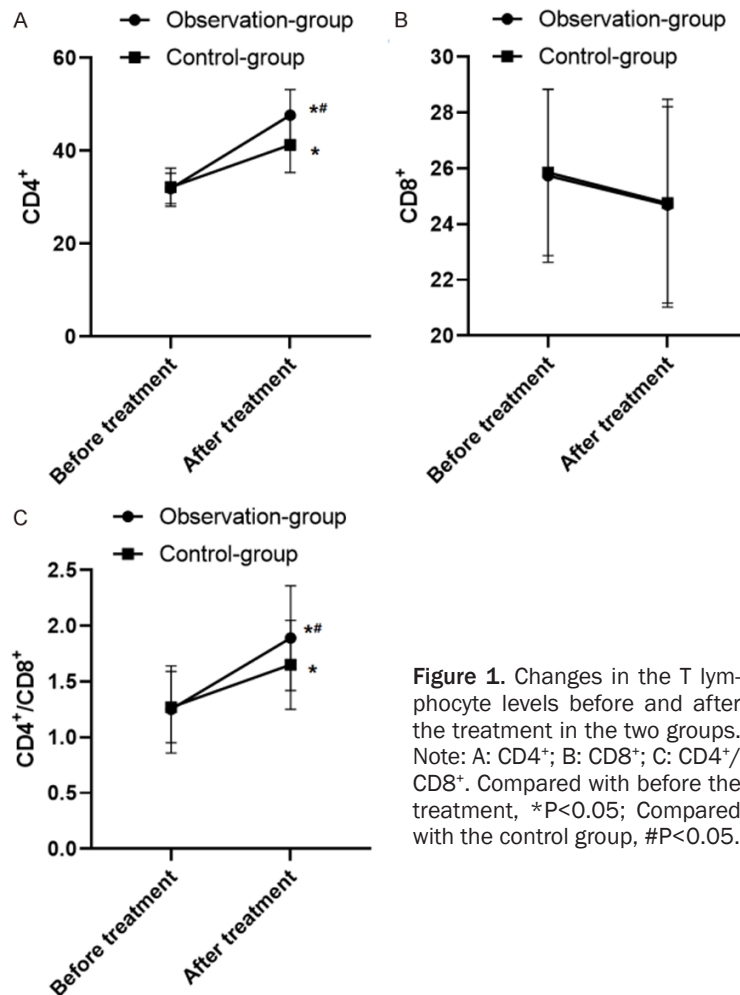 A
Observation-group
Control-group
60
40
20
0
CD4⁺
*#
*
Before treatment
After treatment
B
Observation-group
Control-group
30
28
26
24
22
20
CD8⁺
Before treatment
After treatment
C
Observation-group
Control-group
2.5
2.0
1.5
1.0
0.5
0.0
CD4⁺/CD8⁺
*#
*
Before treatment
After treatment
Figure 1. Changes in the T lym-
phocyte levels before and after
the treatment in the two groups.
Note: A: CD4⁺; B: CD8⁺; C: CD4⁺/
CD8⁺. Compared with before the
treatment, *P<0.05; Compared
with the control group, #P<0.05.